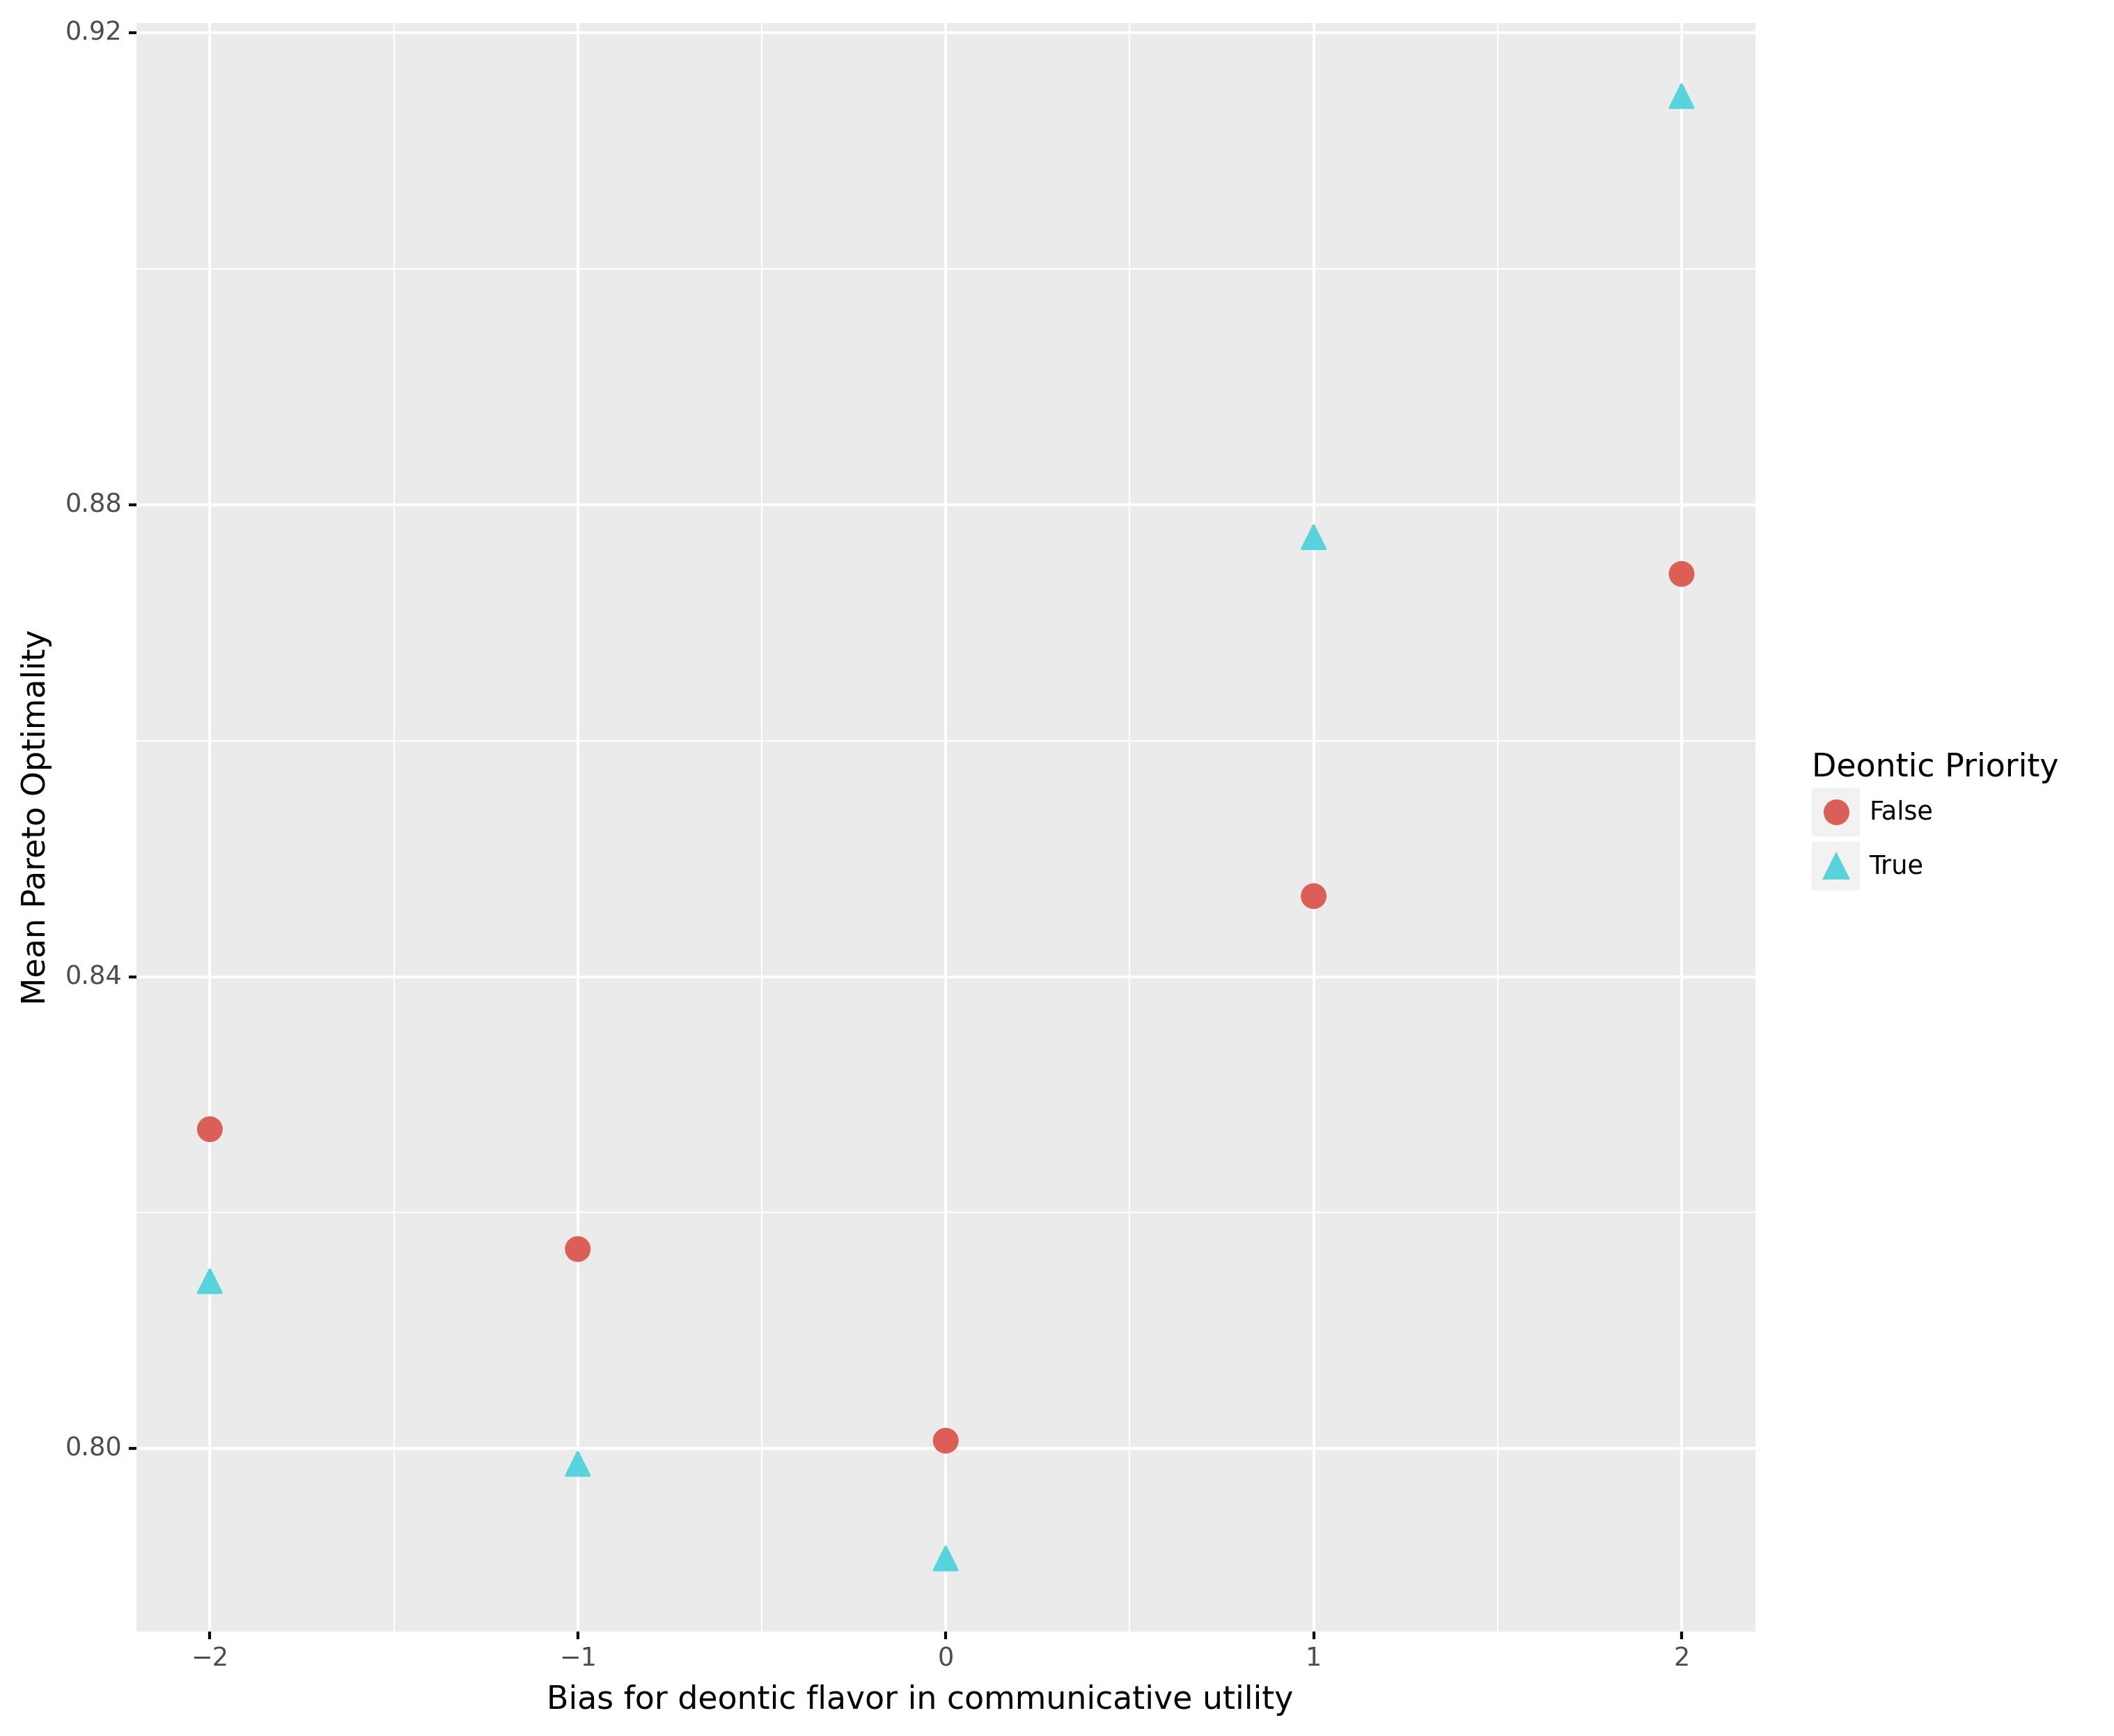 Mean Pareto Optimality
0.92
0.88
0.84
0.80
−2
−1
0
1
2
Bias for deontic flavor in communicative utility
Deontic Priority
False
True